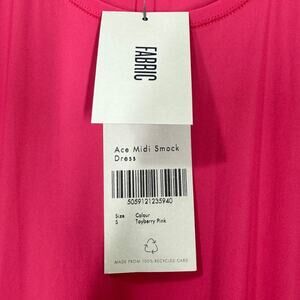 FABRIC
Ace Midi Smock
Dress
5059121235940
Size Colour
S Tayberry Pink
MADE FROM 100% RECYCLED CARD